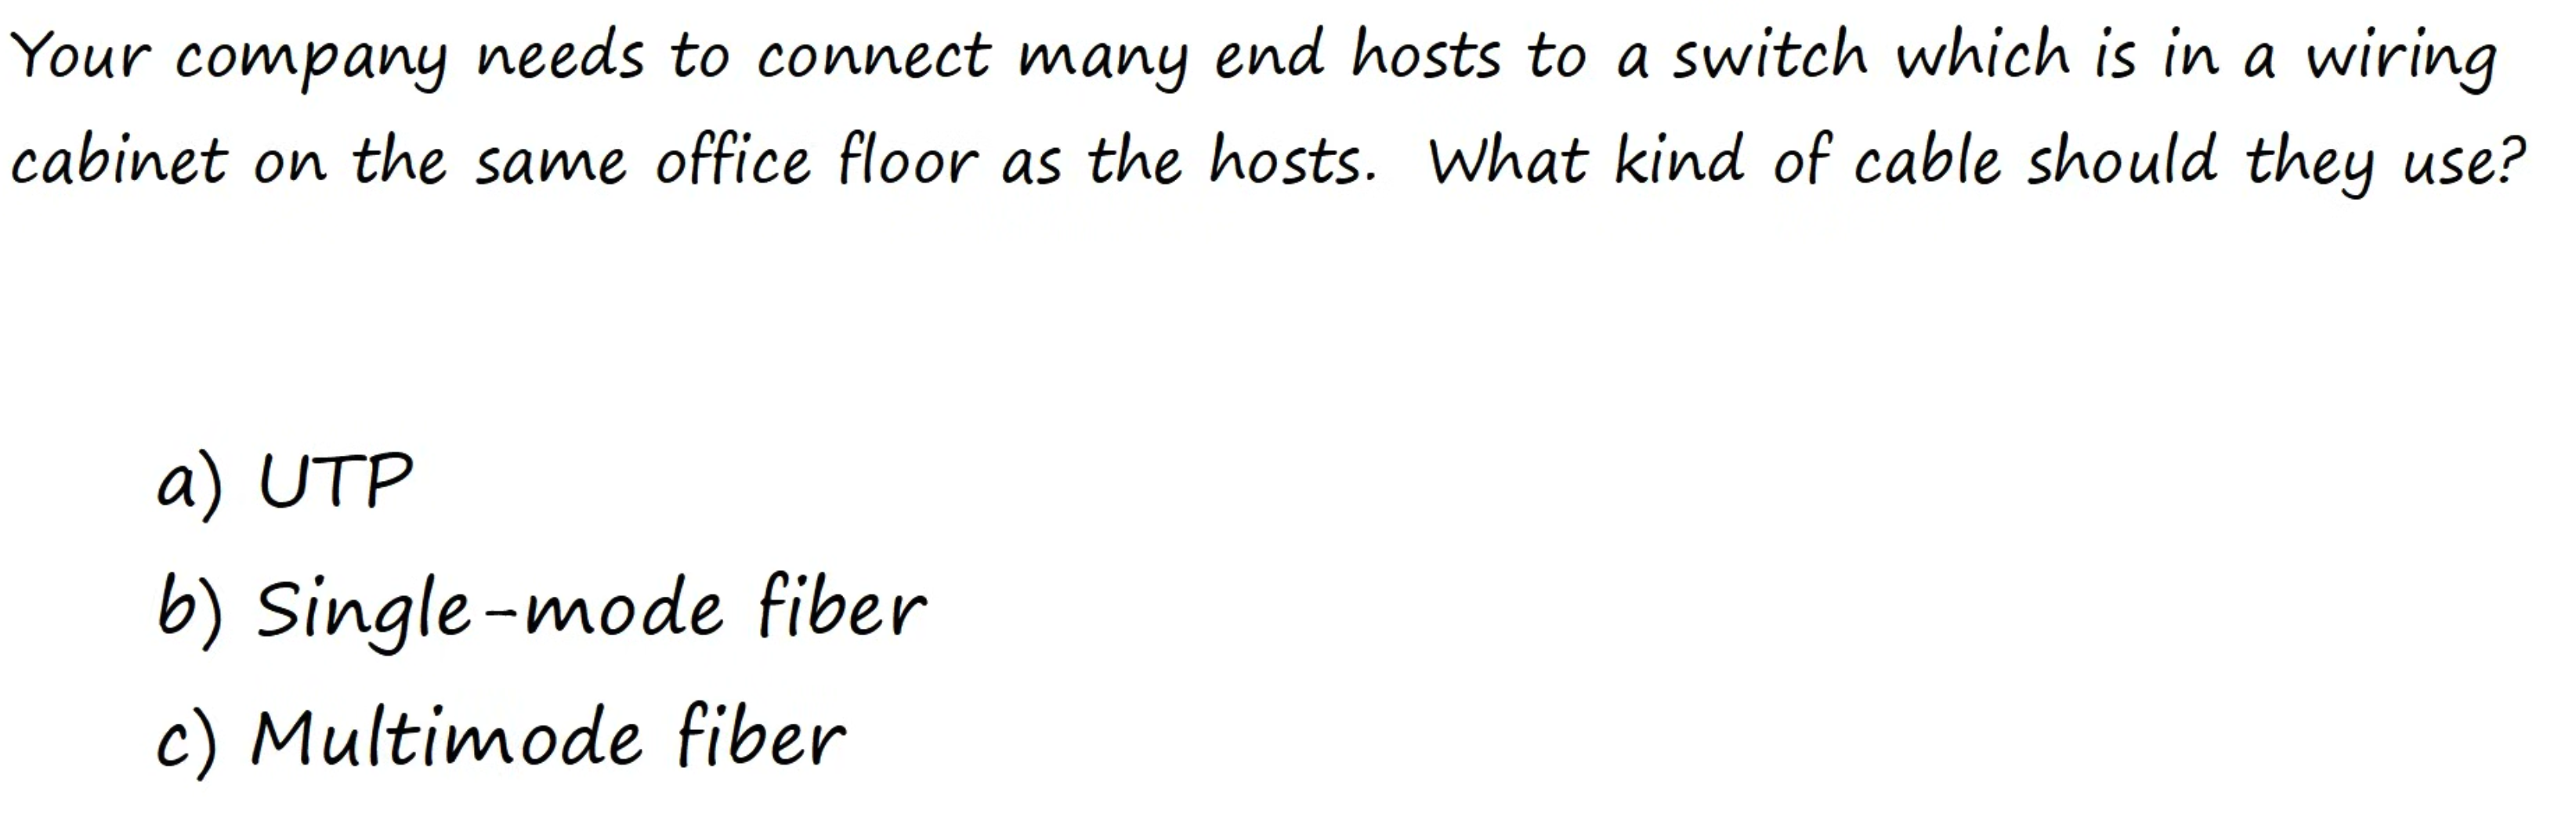 Your company needs to connect many end hosts to a switch which is in a wiring
cabinet on the same office floor as the hosts. What kind of cable should they use?
a) UTP
b) Single-mode fiber
c) Multimode fiber